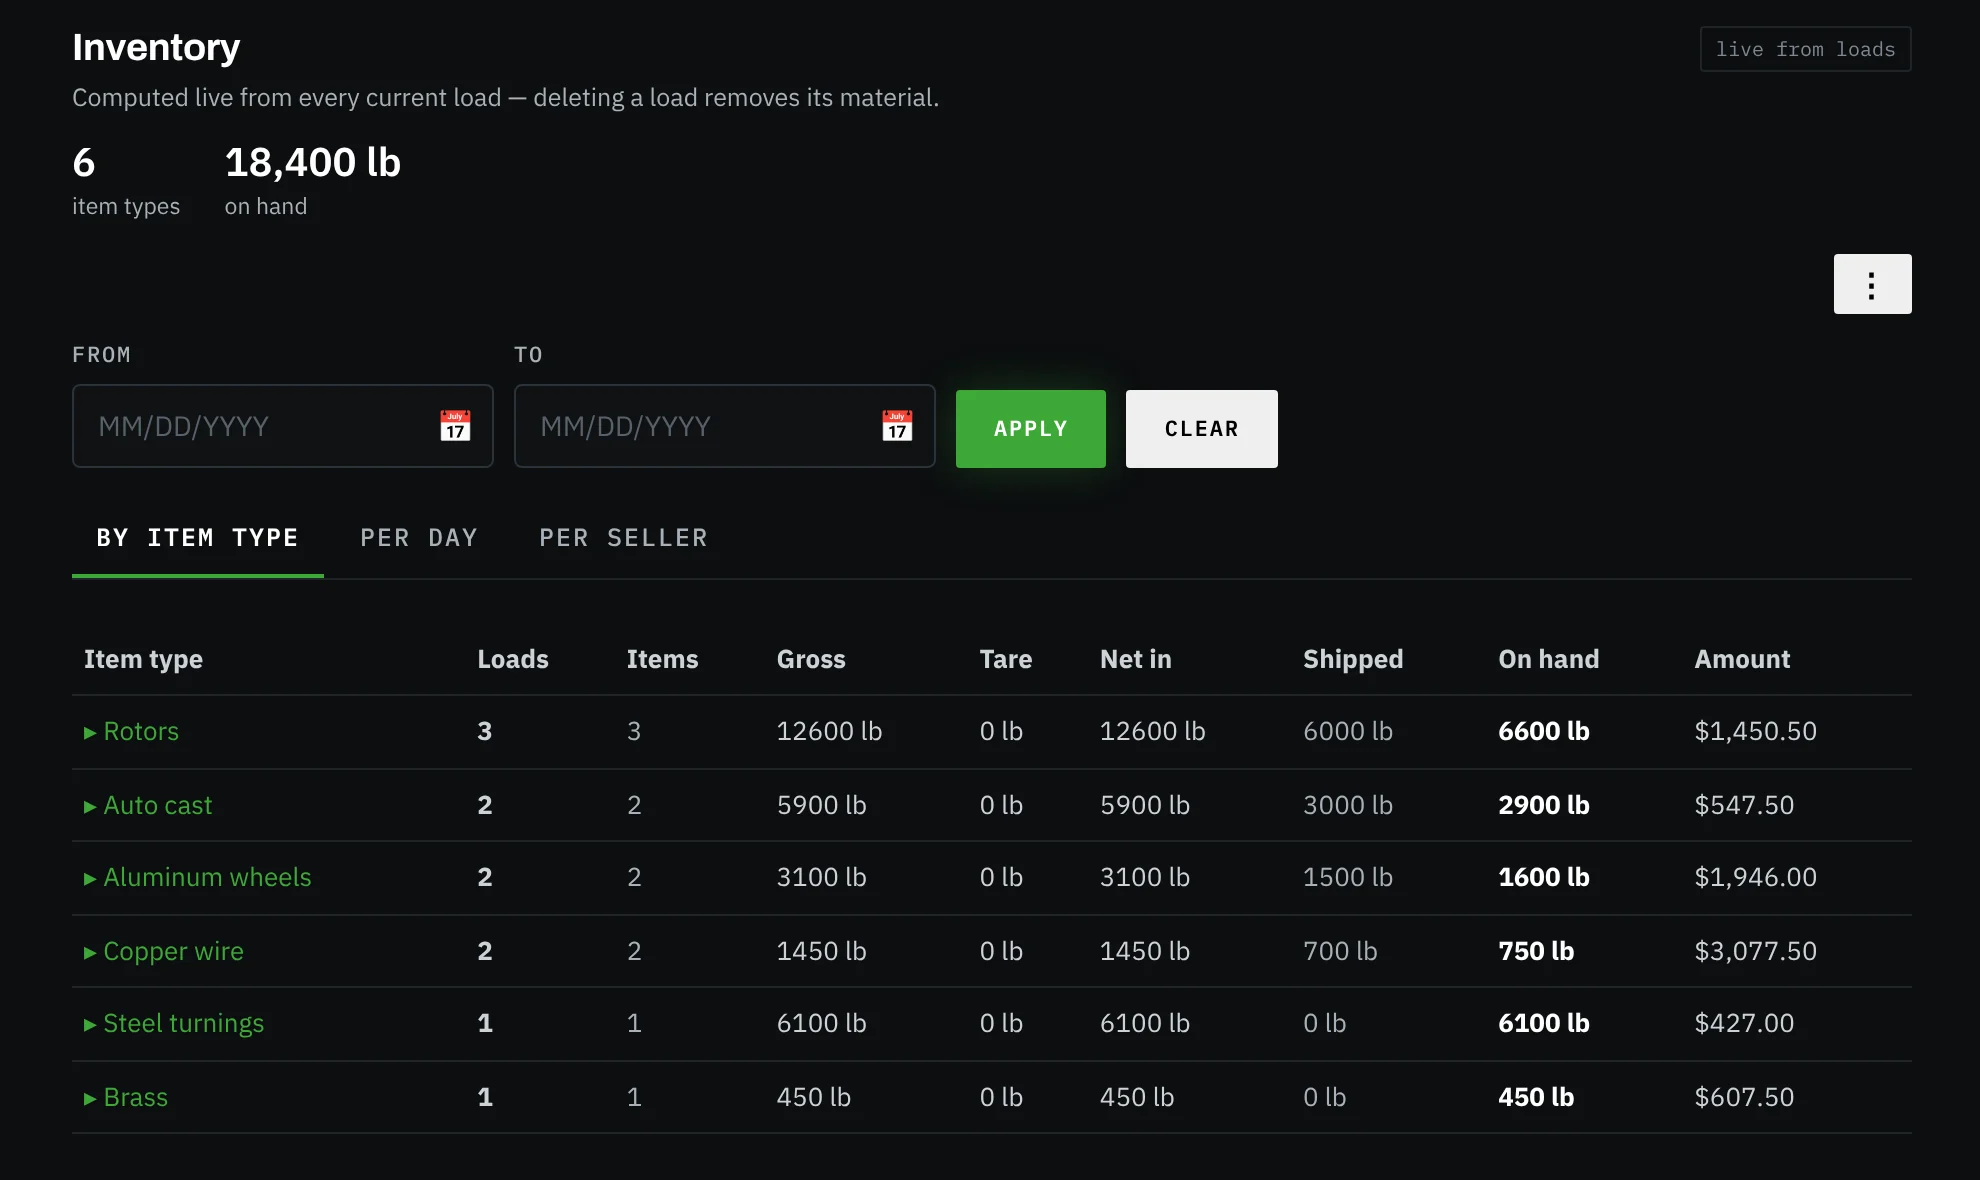 Inventory
live from loads
Computed live from every current load — deleting a load removes its material.
6 18,400 lb
item types on hand
⋮
FROM TO
MM/DD/YYYY July 17 MM/DD/YYYY July 17 APPLY CLEAR
BY ITEM TYPE PER DAY PER SELLER
Item type Loads Items Gross Tare Net in Shipped On hand Amount
▸ Rotors 3 3 12600 lb 0 lb 12600 lb 6000 lb 6600 lb $1,450.50
▸ Auto cast 2 2 5900 lb 0 lb 5900 lb 3000 lb 2900 lb $547.50
▸ Aluminum wheels 2 2 3100 lb 0 lb 3100 lb 1500 lb 1600 lb $1,946.00
▸ Copper wire 2 2 1450 lb 0 lb 1450 lb 700 lb 750 lb $3,077.50
▸ Steel turnings 1 1 6100 lb 0 lb 6100 lb 0 lb 6100 lb $427.00
▸ Brass 1 1 450 lb 0 lb 450 lb 0 lb 450 lb $607.50